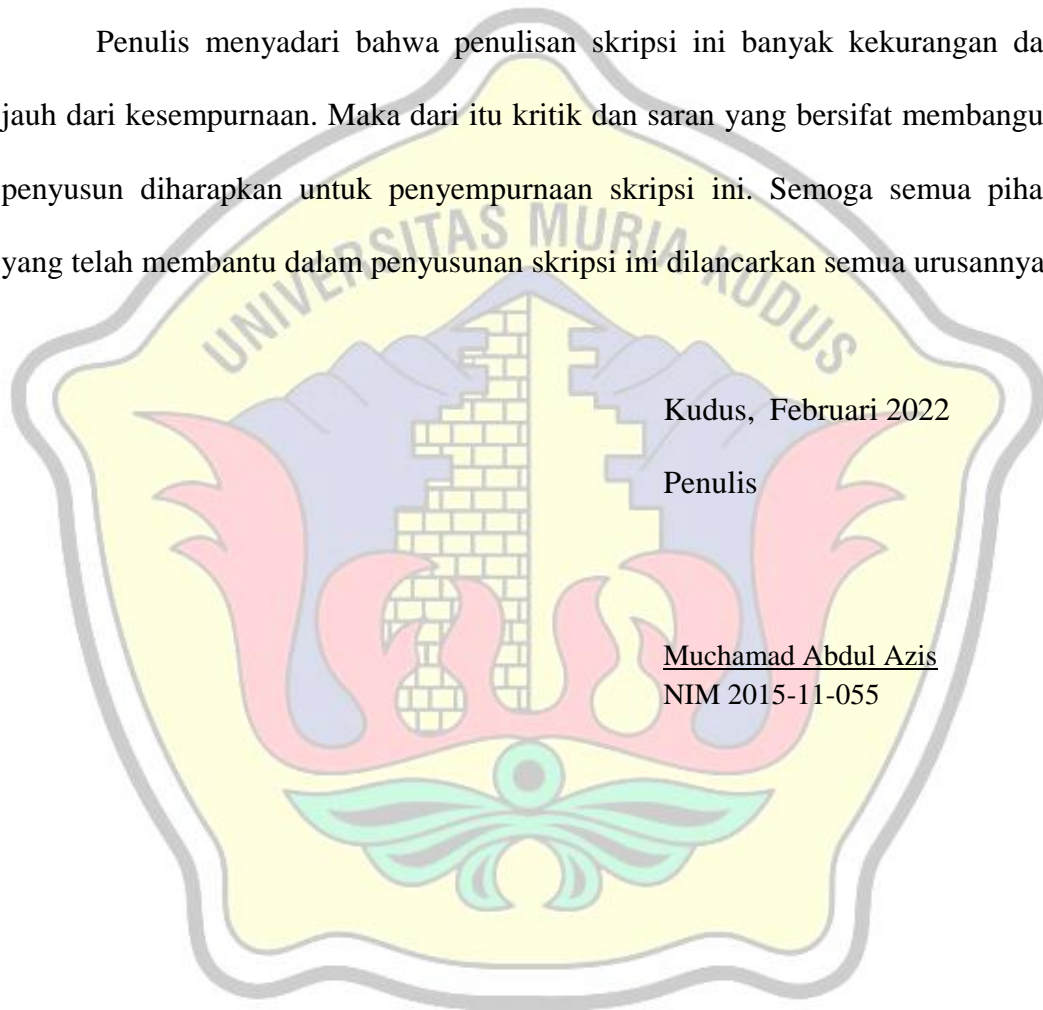 Penulis menyadari bahwa penulisan skripsi ini banyak kekurangan da
jauh dari kesempurnaan. Maka dari itu kritik dan saran yang bersifat membangu
penyusun diharapkan untuk penyempurnaan skripsi ini. Semoga semua piha
yang telah membantu dalam penyusunan skripsi ini dilancarkan semua urusannya
UNIVERSITAS MURIA KUDUS
Kudus, Februari 2022
Penulis
Muchamad Abdul Azis
NIM 2015-11-055